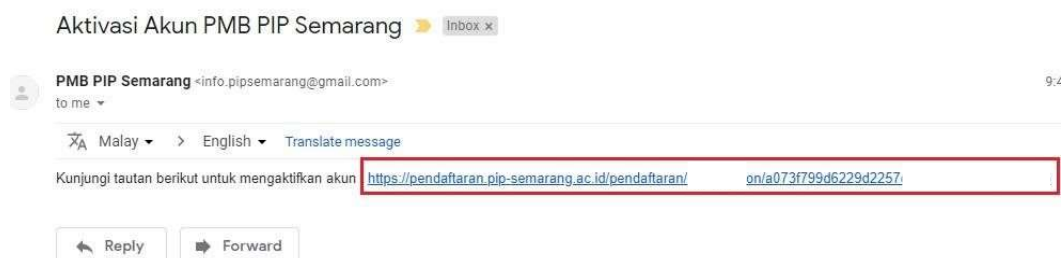 Aktivasi Akun PMB PIP Semarang Inbox x
PMB PIP Semarang <info.pipsemarang@gmail.com> 9:4
to me
Malay > English Translate message
Kunjungi tautan berikut untuk mengaktifkan akun https://pendaftaran.pip-semarang.ac.id/pendaftaran/ on/a073f799d6229d2257
Reply Forward